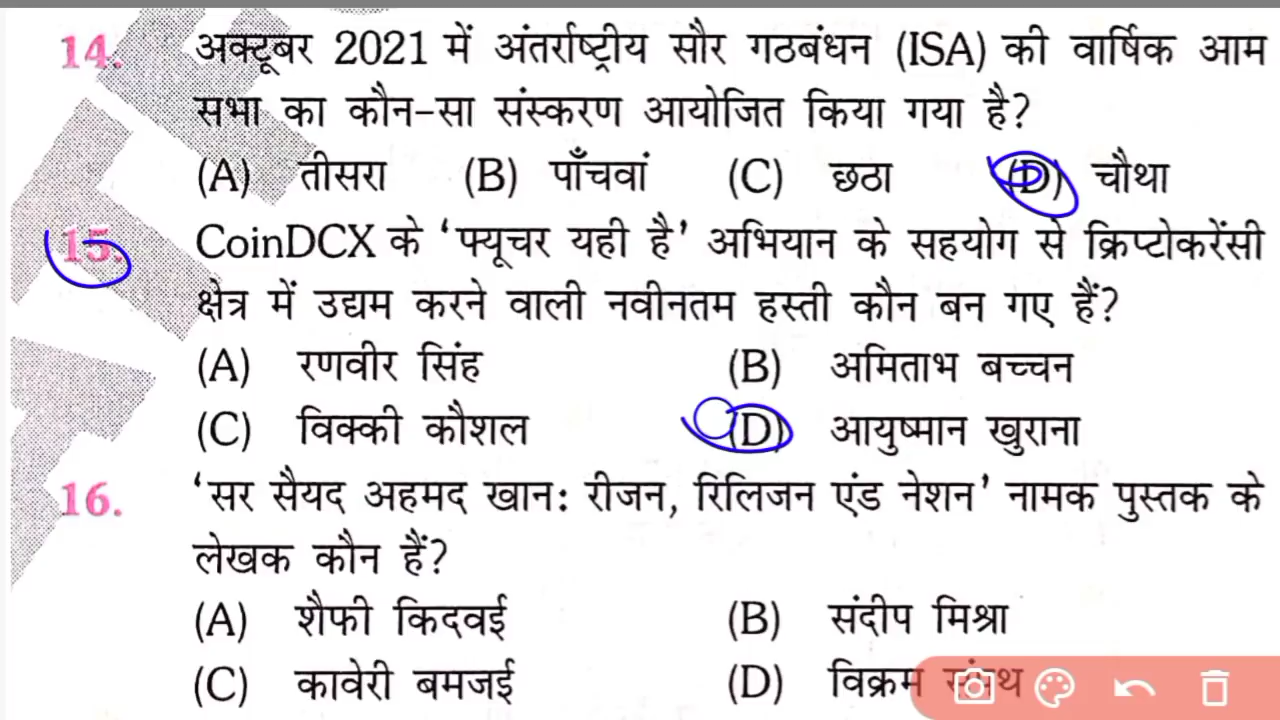 14. अक्टूबर 2021 में अंतर्राष्ट्रीय सौर गठबंधन (ISA) की वार्षिक आम
सभा का कौन-सा संस्करण आयोजित किया गया है?
(A) तीसरा (B) पाँचवां (C) छठा (D) चौथा
15. CoinDCX के ‘फ्यूचर यही है’ अभियान के सहयोग से क्रिप्टोकरेंसी
क्षेत्र में उद्यम करने वाली नवीनतम हस्ती कौन बन गए हैं?
(A) रणवीर सिंह (B) अमिताभ बच्चन
(C) विक्की कौशल (D) आयुष्मान खुराना
16. ‘सर सैयद अहमद खान: रीजन, रिलिजन एंड नेशन’ नामक पुस्तक के
लेखक कौन हैं?
(A) शैफी किदवई (B) संदीप मिश्रा
(C) कावेरी बमजई (D) विक्रम संपथ